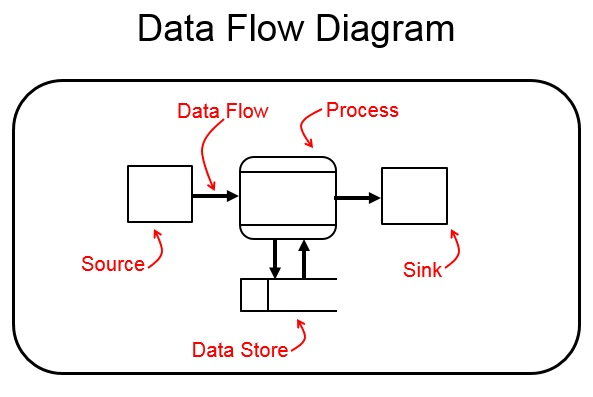 Data Flow Diagram
Data Flow
Process
Source
Sink
Data Store